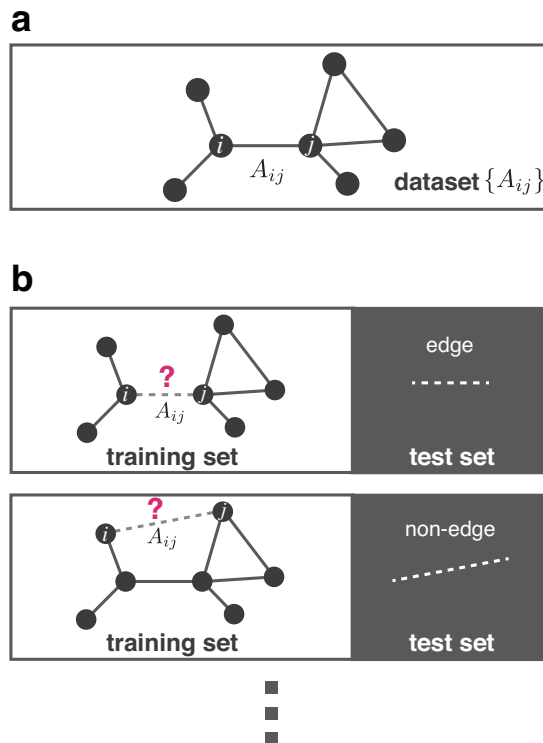 a
i
j
A_{ij}
dataset {A_{ij}}
b
edge
?
i
j
A_{ij}
training set
test set
?
i
j
A_{ij}
non-edge
training set
test set